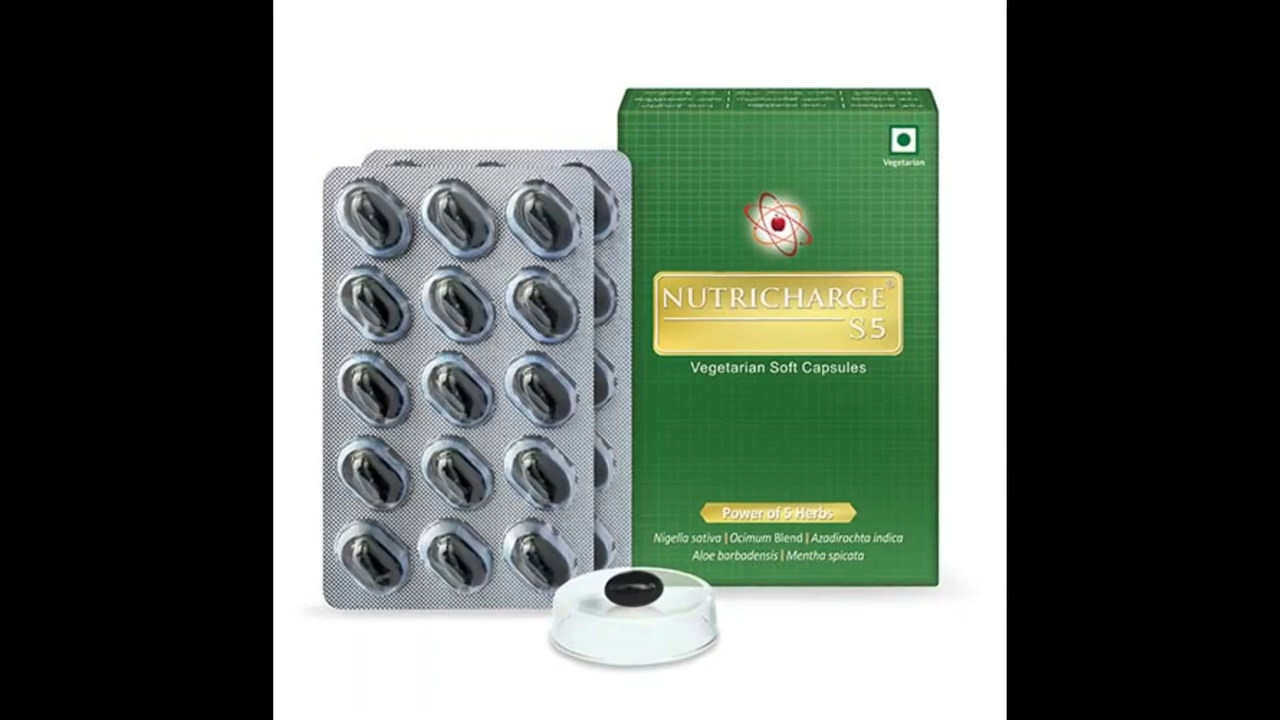 Vegetarian
NUTRICHARGE®
S5
Vegetarian Soft Capsules
Power of 5 Herbs
Nigella sativa | Ocimum Blend | Azadirachta indica
Aloe barbadensis | Mentha spicata